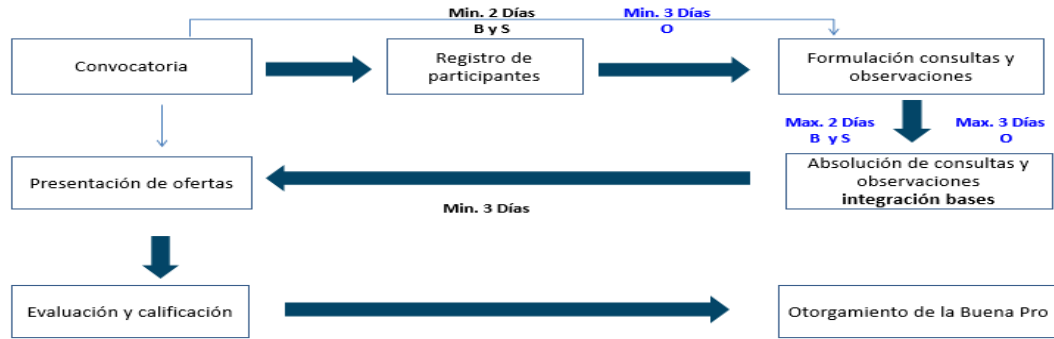 Min. 2 Días
B y S
Min. 3 Días
O
Convocatoria
Registro de
participantes
Formulación consultas y
observaciones
Max. 2 Días
B y S
Max. 3 Días
O
Presentación de ofertas
Absolución de consultas y
observaciones
integración bases
Min. 3 Días
Evaluación y calificación
Otorgamiento de la Buena Pro